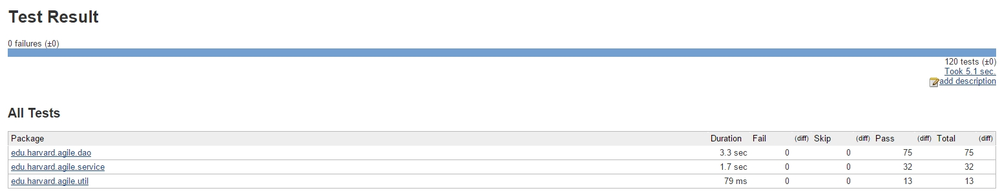 Test Result
0 failures (±0)
120 tests (±0)
Took 5.1 sec.
add description
All Tests
Package Duration Fail (diff) Skip (diff) Pass (diff) Total (diff)
edu.harvard.agile.dao 3.3 sec 0 0 75 75
edu.harvard.agile.service 1.7 sec 0 0 32 32
edu.harvard.agile.util 79 ms 0 0 13 13